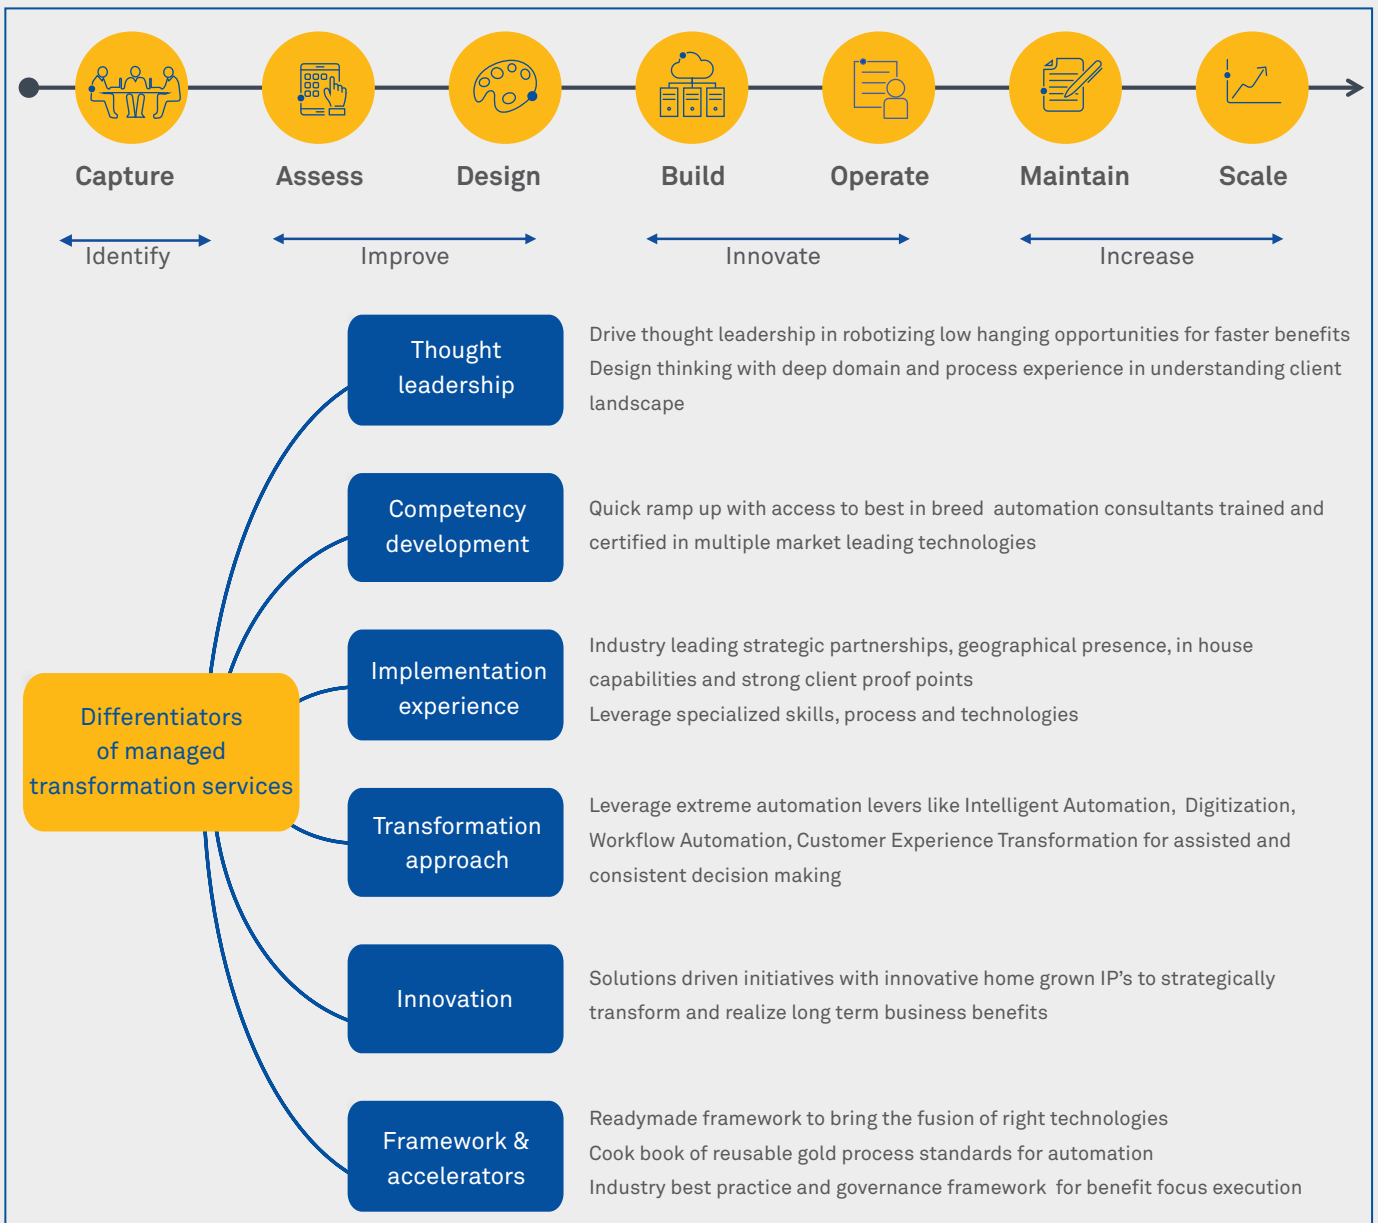 Capture
Assess
Design
Build
Operate
Maintain
Scale
Identify
Improve
Innovate
Increase
Differentiators
of managed
transformation services
Thought
leadership
Drive thought leadership in robotizing low hanging opportunities for faster benefits
Design thinking with deep domain and process experience in understanding client
landscape
Competency
development
Quick ramp up with access to best in breed  automation consultants trained and
certified in multiple market leading technologies
Implementation
experience
Industry leading strategic partnerships, geographical presence, in house
capabilities and strong client proof points
Leverage specialized skills, process and technologies
Transformation
approach
Leverage extreme automation levers like Intelligent Automation,  Digitization,
Workflow Automation, Customer Experience Transformation for assisted and
consistent decision making
Innovation
Solutions driven initiatives with innovative home grown IP’s to strategically
transform and realize long term business benefits
Framework &
accelerators
Readymade framework to bring the fusion of right technologies
Cook book of reusable gold process standards for automation
Industry best practice and governance framework  for benefit focus execution